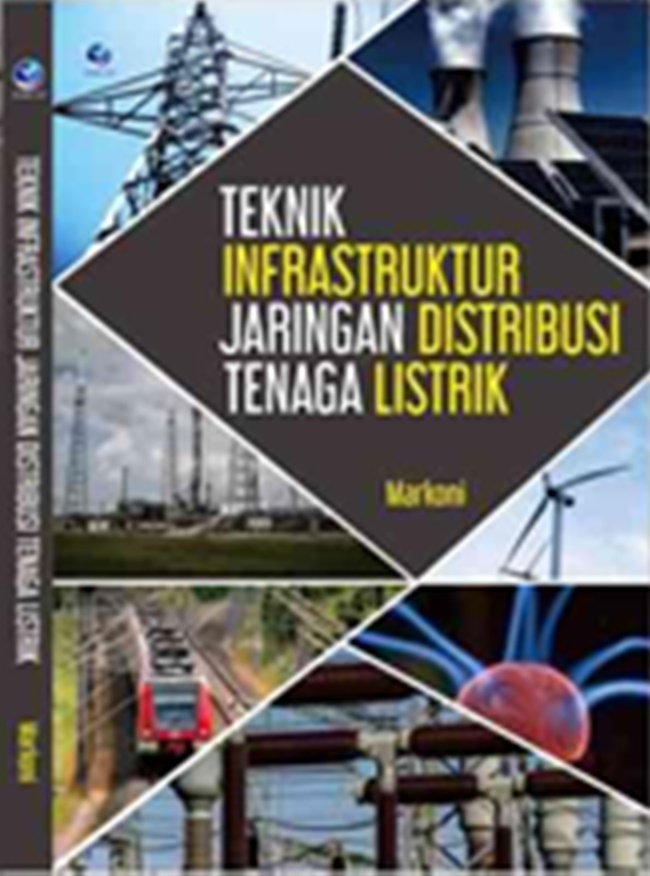 TEKNIK
INFRASTRUKTUR
JARINGAN DISTRIBUSI
TENAGA LISTRIK
Markoni
TEKNIK INFRASTRUKTUR JARINGAN DISTRIBUSI TENAGA LISTRIK
Markoni